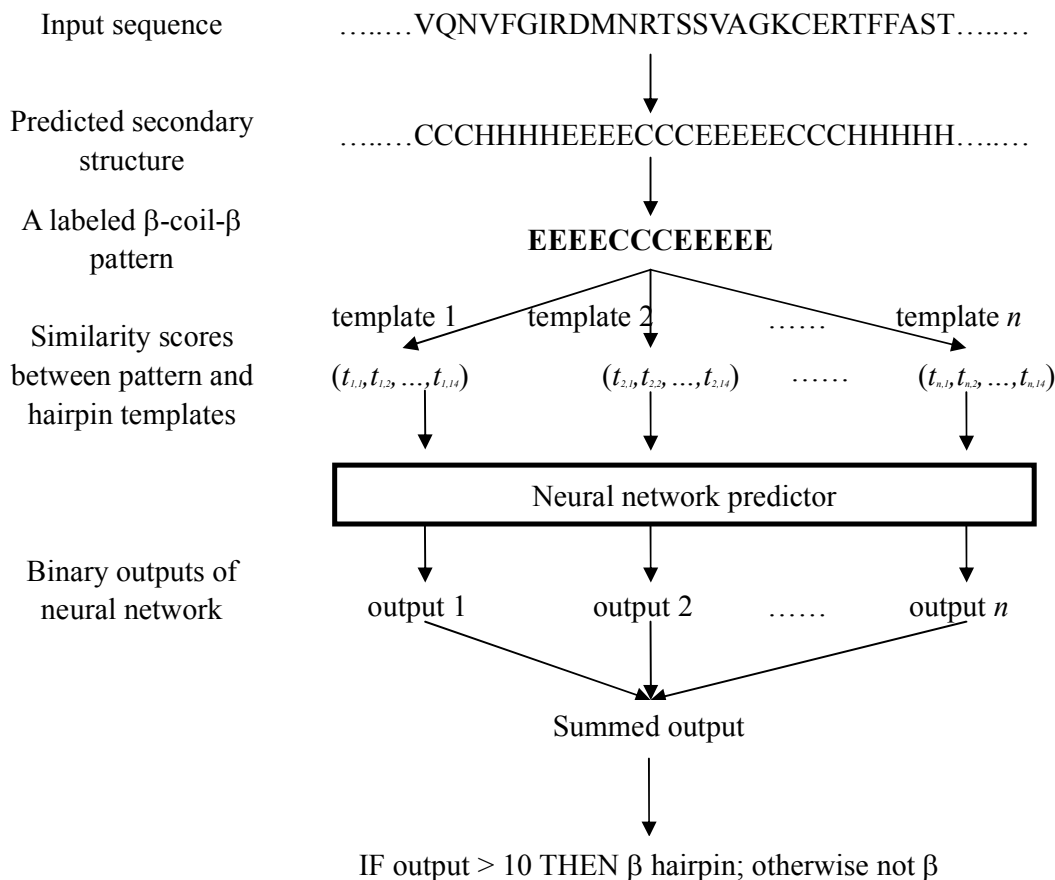 Input sequence
…..…VQNVFGIRDMNRTSSVAGKCERTFFAST…..…
Predicted secondary
structure
…..…CCCHHHHEEEECCCEEEEECCCHHHHH…..…
A labeled β-coil-β
pattern
EEEECCCEEEEE
Similarity scores
between pattern and
hairpin templates
template 1 template 2 …… template n
(t1,1,t1,2,…,t1,14) (t2,1,t2,2,…,t2,14) …… (tn,1,tn,2,…,tn,14)
Neural network predictor
Binary outputs of
neural network
output 1 output 2 …… output n
Summed output
IF output > 10 THEN β hairpin; otherwise not β